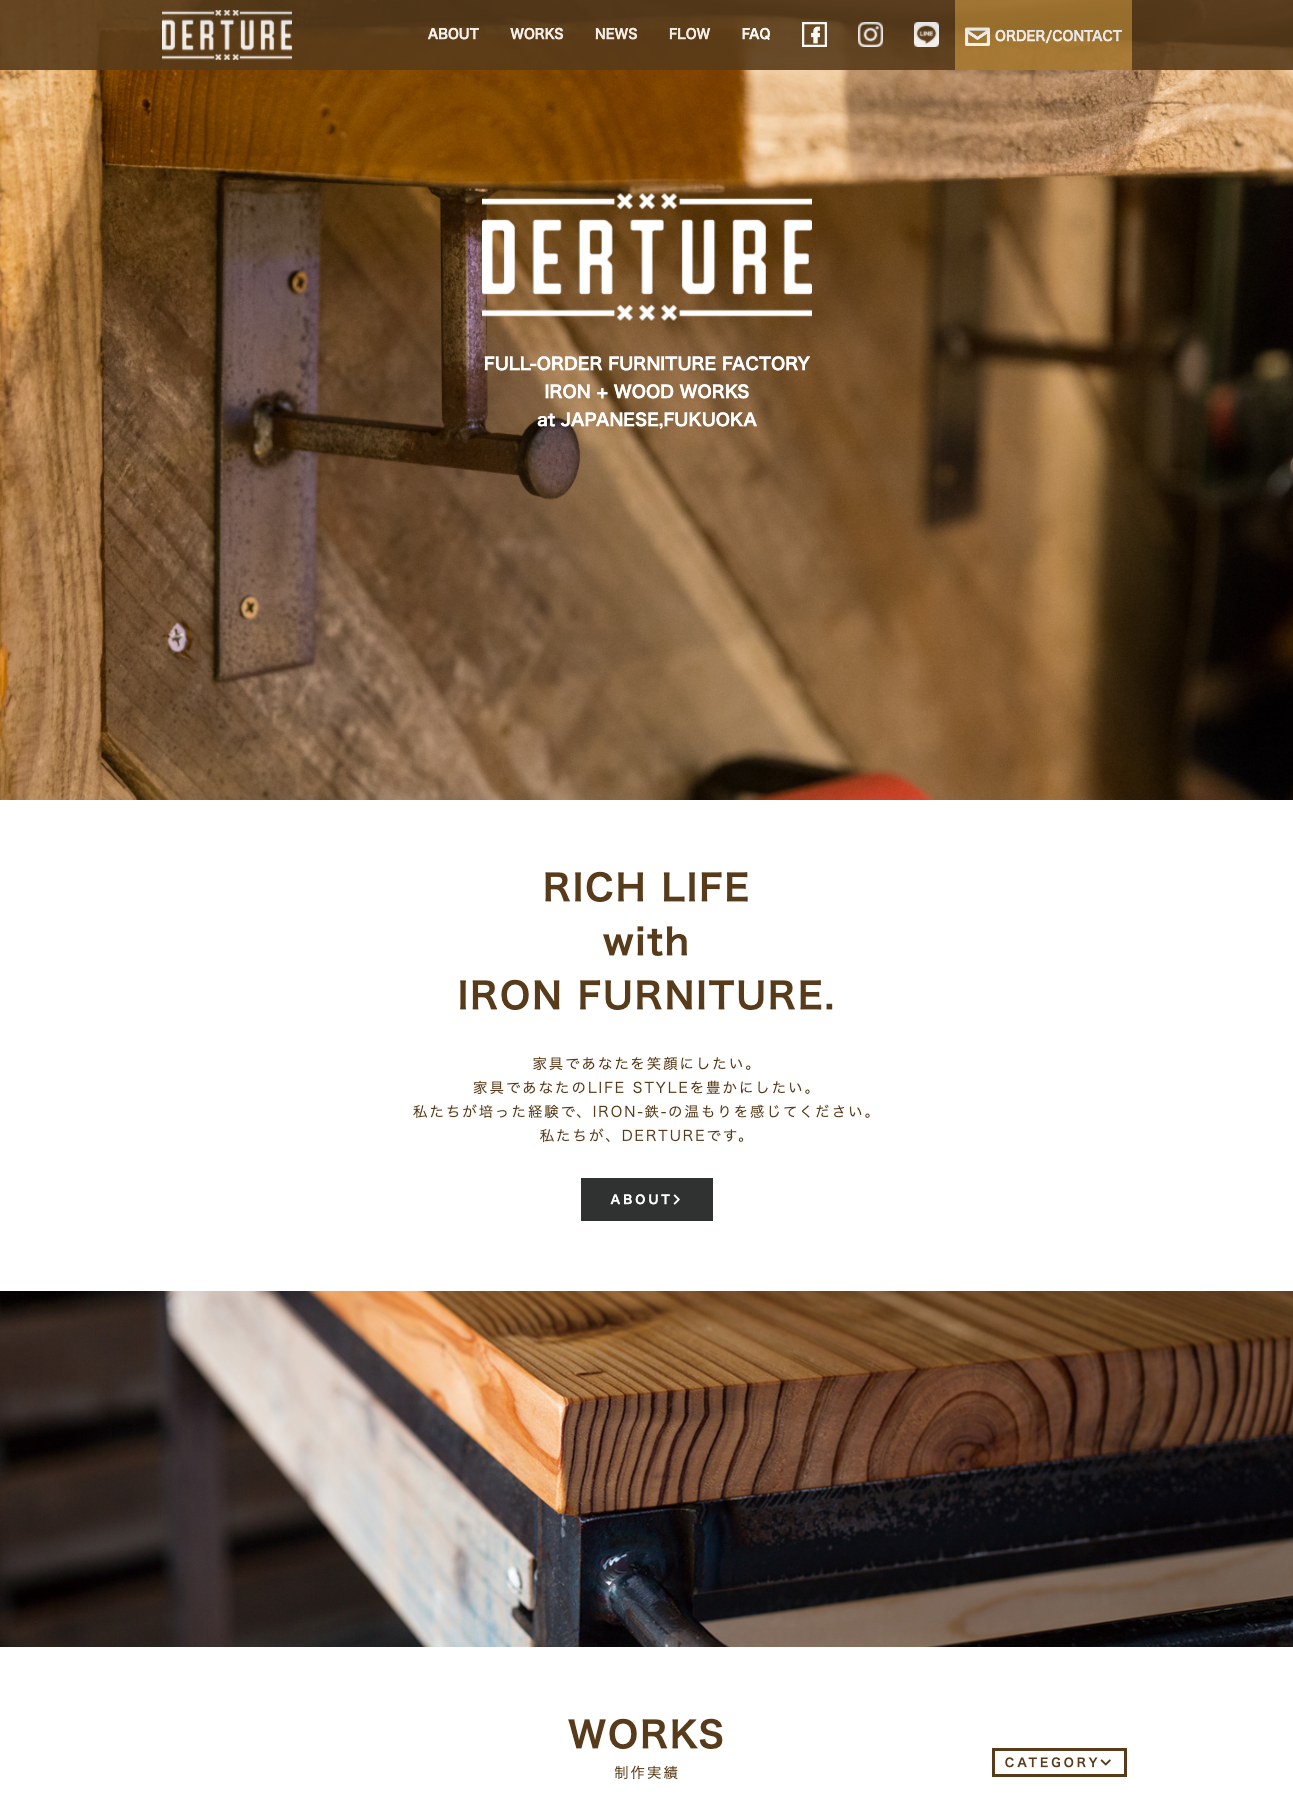 DERTURE
ABOUT WORKS NEWS FLOW FAQ LINE ORDER/CONTACT
DERTURE
FULL-ORDER FURNITURE FACTORY
IRON + WOOD WORKS
at JAPANESE,FUKUOKA
RICH LIFE
with
IRON FURNITURE.
家具であなたを笑顔にしたい。
家具であなたのLIFE STYLEを豊かにしたい。
私たちが培った経験で、IRON-鉄-の温もりを感じてください。
私たちが、DERTUREです。
ABOUT
WORKS
制作実績
CATEGORY